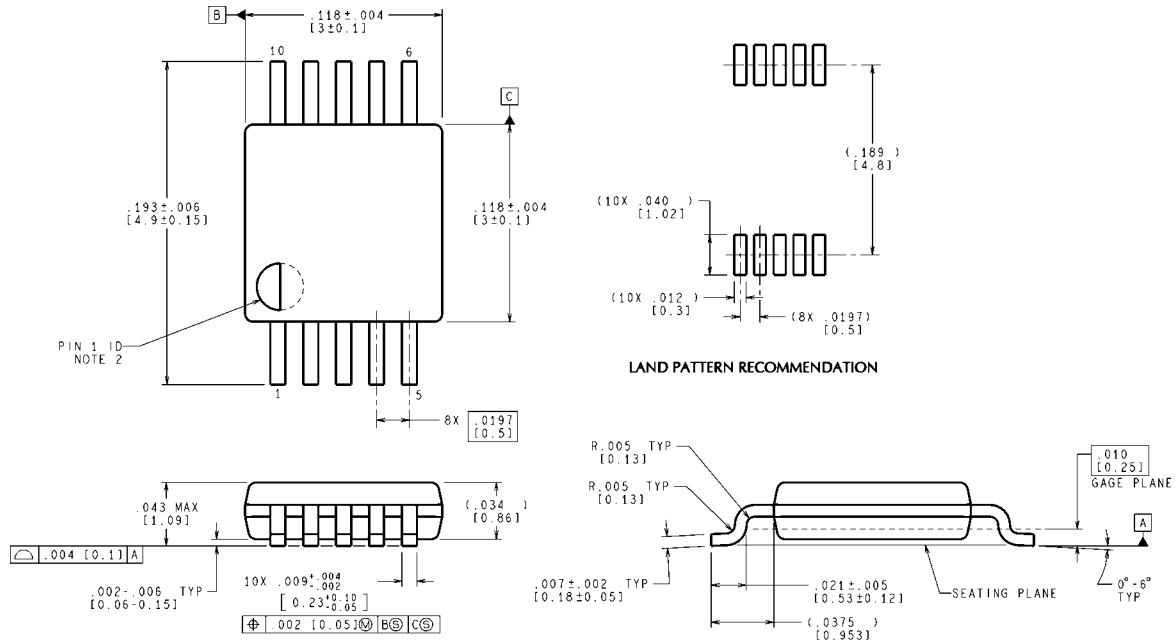 B
.118±.004
[3±0.1]
10
6
C
.193±.006
[4.9±0.15]
.118±.004
[3±0.1]
PIN 1 ID
NOTE 2
1
5
8X .0197
[0.5]
(.189 )
[4.8]
(10X .040 )
[1.02]
(10X .012 )
[0.3]
(8X .0197)
[0.5]
LAND PATTERN RECOMMENDATION
.043 MAX
[1.09]
(.034 )
[0.86]
⌓ .004 [0.1] A
.002-.006 TYP
[0.06-0.15]
10X .009+.004 -.002
[ 0.23+0.10 -0.05 ]
⌖ .002 [0.05]Ⓜ BⓈ CⓈ
R.005 TYP
[0.13]
R.005 TYP
[0.13]
.010
[0.25]
GAGE PLANE
A
.007±.002 TYP
[0.18±0.05]
.021±.005
[0.53±0.12]
(.0375 )
[0.953]
SEATING PLANE
0°-6°
TYP